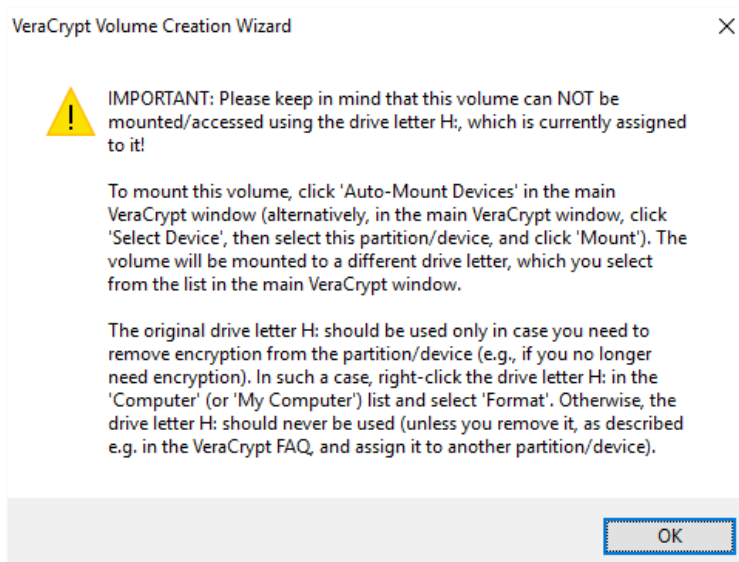 VeraCrypt Volume Creation Wizard
IMPORTANT: Please keep in mind that this volume can NOT be
mounted/accessed using the drive letter H:, which is currently assigned
to it!
To mount this volume, click 'Auto-Mount Devices' in the main
VeraCrypt window (alternatively, in the main VeraCrypt window, click
'Select Device', then select this partition/device, and click 'Mount'). The
volume will be mounted to a different drive letter, which you select
from the list in the main VeraCrypt window.
The original drive letter H: should be used only in case you need to
remove encryption from the partition/device (e.g., if you no longer
need encryption). In such a case, right-click the drive letter H: in the
'Computer' (or 'My Computer') list and select 'Format'. Otherwise, the
drive letter H: should never be used (unless you remove it, as described
e.g. in the VeraCrypt FAQ, and assign it to another partition/device).
OK